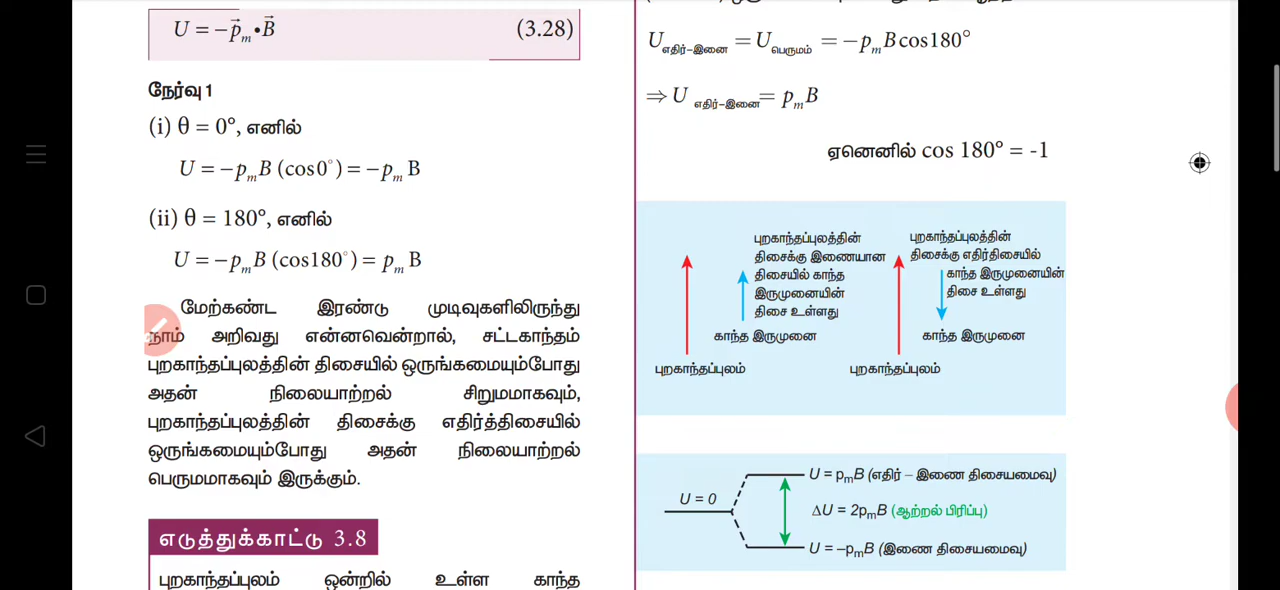 U = −p⃗ₘ • B⃗ (3.28)
நேர்வு 1
(i) θ = 0°, எனில்
U = −pₘB (cos0°) = −pₘ B
(ii) θ = 180°, எனில்
U = −pₘB (cos180°) = pₘ B
மேற்கண்ட இரண்டு முடிவுகளிலிருந்து
நாம் அறிவது என்னவென்றால், சட்டகாந்தம்
புறகாந்தப்புலத்தின் திசையில் ஒருங்கமையும்போது
அதன் நிலையாற்றல் சிறுமமாகவும்,
புறகாந்தப்புலத்தின் திசைக்கு எதிர்த்திசையில்
ஒருங்கமையும்போது அதன் நிலையாற்றல்
பெருமமாகவும் இருக்கும்.
எடுத்துக்காட்டு 3.8
புறகாந்தப்புலம் ஒன்றில் உள்ள காந்த
U எதிர்–இணை = U பெருமம் = −pₘB cos180°
⇒ U எதிர்–இணை = pₘB
ஏனெனில் cos 180° = -1
புறகாந்தப்புலத்தின்
திசைக்கு இணையான
திசையில் காந்த
இருமுனையின்
திசை உள்ளது
காந்த இருமுனை
புறகாந்தப்புலம்
புறகாந்தப்புலத்தின்
திசைக்கு எதிர்திசையில்
காந்த இருமுனையின்
திசை உள்ளது
காந்த இருமுனை
புறகாந்தப்புலம்
U = pₘB (எதிர் – இணை திசையமைவு)
U = 0
ΔU = 2pₘB (ஆற்றல் பிரிப்பு)
U = –pₘB (இணை திசையமைவு)